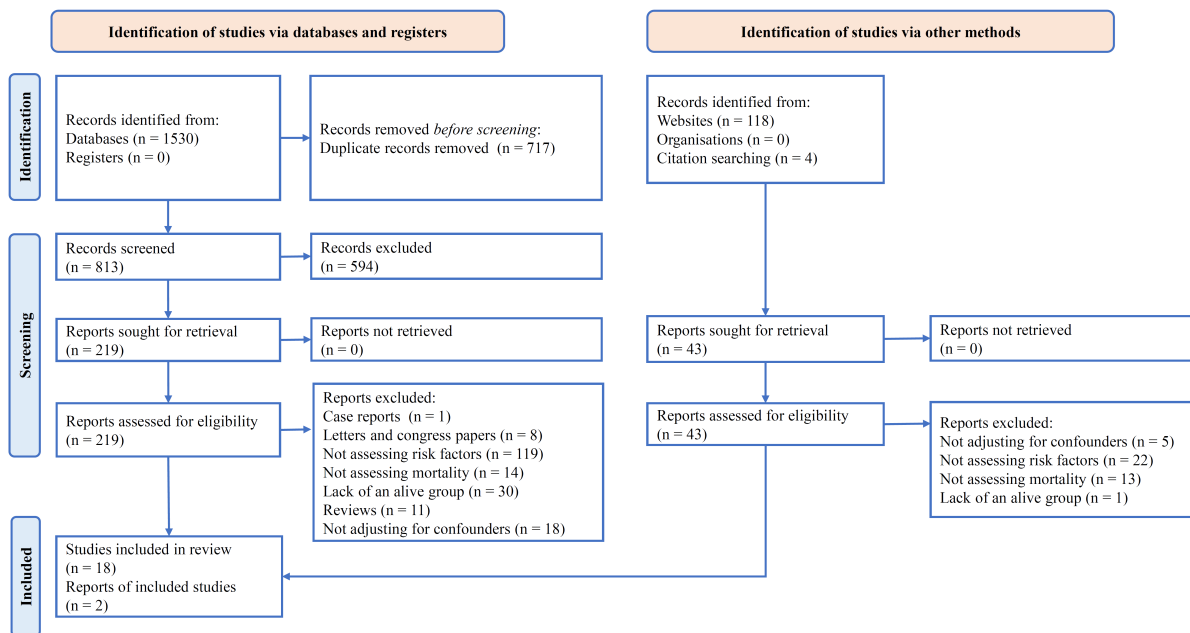 Identification of studies via databases and registers
Identification of studies via other methods
Identification
Records identified from:
Databases (n = 1530)
Registers (n = 0)
Records removed before screening:
Duplicate records removed (n = 717)
Records identified from:
Websites (n = 118)
Organisations (n = 0)
Citation searching (n = 4)
Screening
Records screened
(n = 813)
Records excluded
(n = 594)
Reports sought for retrieval
(n = 219)
Reports not retrieved
(n = 0)
Reports sought for retrieval
(n = 43)
Reports not retrieved
(n = 0)
Reports assessed for eligibility
(n = 219)
Reports excluded:
Case reports (n = 1)
Letters and congress papers (n = 8)
Not assessing risk factors (n = 119)
Not assessing mortality (n = 14)
Lack of an alive group (n = 30)
Reviews (n = 11)
Not adjusting for confounders (n = 18)
Reports assessed for eligibility
(n = 43)
Reports excluded:
Not adjusting for confounders (n = 5)
Not assessing risk factors (n = 22)
Not assessing mortality (n = 13)
Lack of an alive group (n = 1)
Included
Studies included in review
(n = 18)
Reports of included studies
(n = 2)